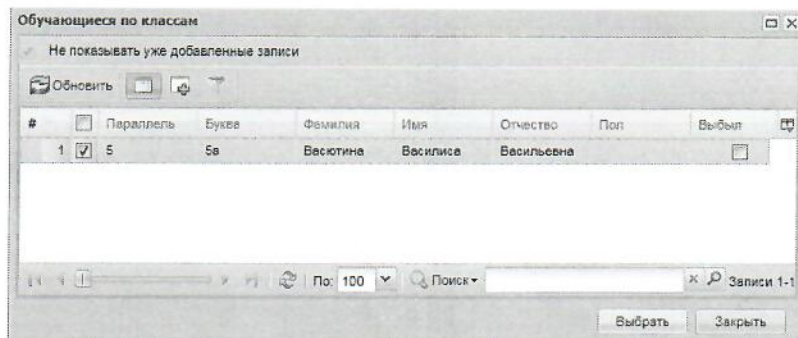 Обучающиеся по классам
Не показывать уже добавленные записи
Обновить
# Параллель Буква Фамилия Имя Отчество Пол Выбыл
1 5 5в Васютина Василиса Васильевна
По: 100 Поиск Записи 1-1
Выбрать Закрыть